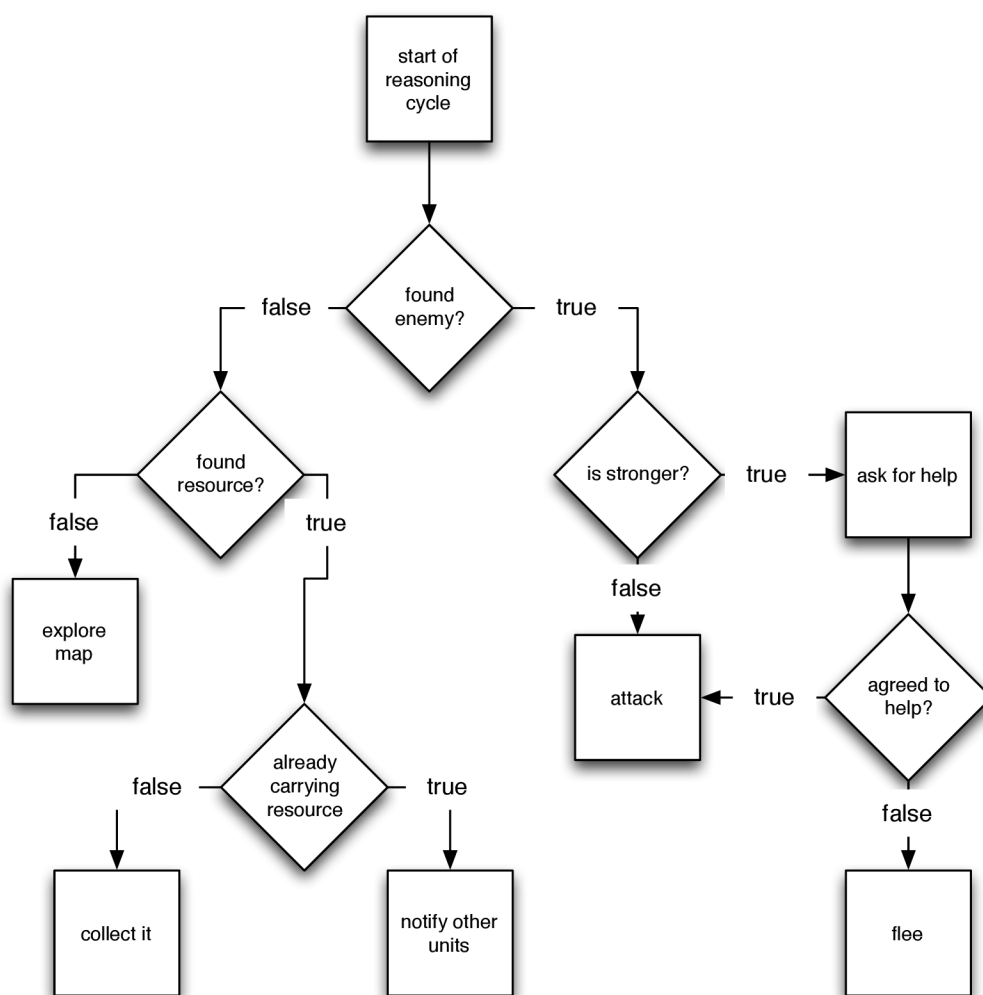 start of
reasoning
cycle
false
found
enemy?
true
found
resource?
is stronger?
true
ask for help
false
true
false
explore
map
attack
true
agreed to
help?
false
already
carrying
resource
true
false
collect it
notify other
units
flee